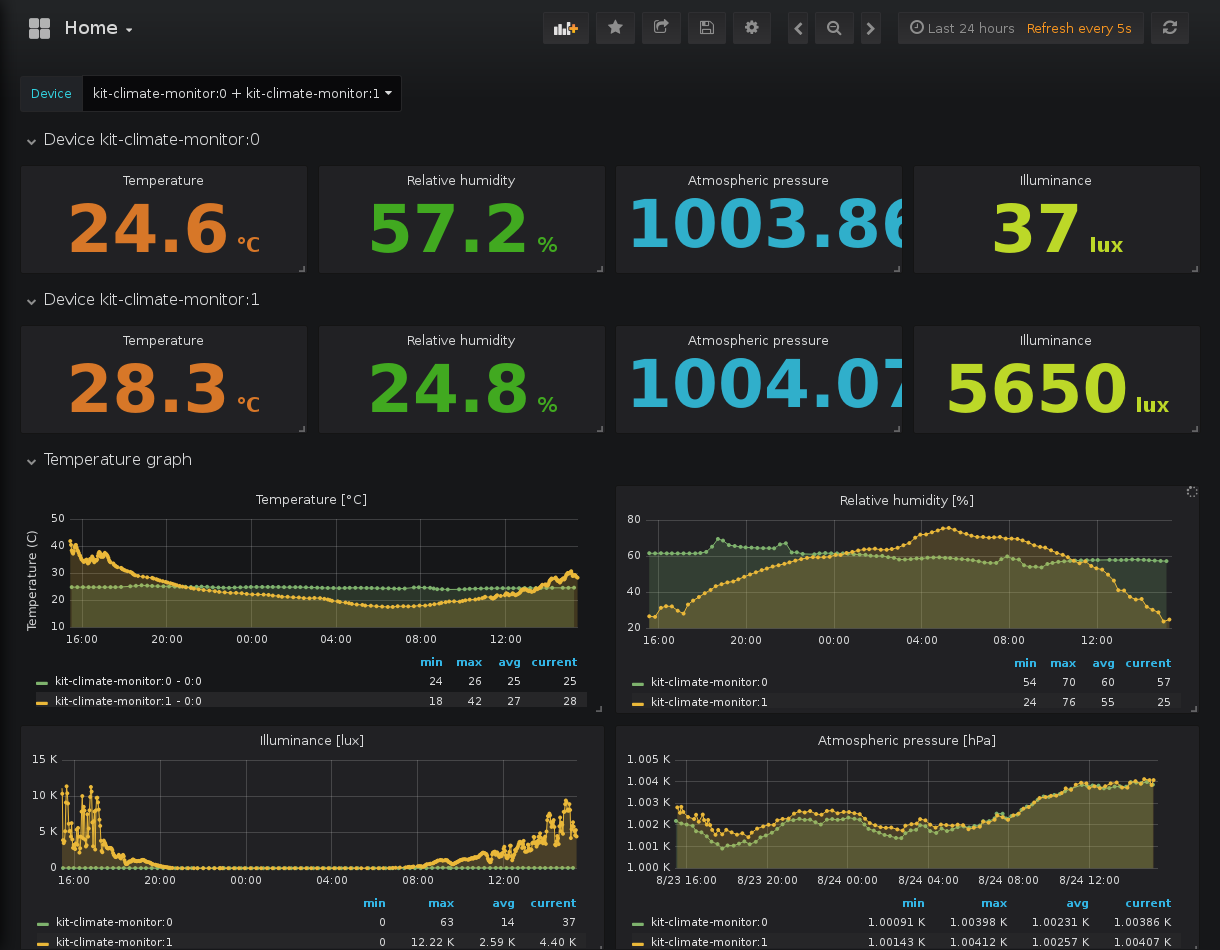 Home
Last 24 hours Refresh every 5s
Device kit-climate-monitor:0 + kit-climate-monitor:1
Device kit-climate-monitor:0
Temperature Relative humidity Atmospheric pressure Illuminance
24.6 °C 57.2 % 1003.86 37 lux
Device kit-climate-monitor:1
Temperature Relative humidity Atmospheric pressure Illuminance
28.3 °C 24.8 % 1004.07 5650 lux
Temperature graph
Temperature [°C]
Temperature (C)
50
40
30
20
10
16:00 20:00 00:00 04:00 08:00 12:00
min max avg current
kit-climate-monitor:0 - 0:0 24 26 25 25
kit-climate-monitor:1 - 0:0 18 42 27 28
Relative humidity [%]
80
60
40
20
16:00 20:00 00:00 04:00 08:00 12:00
min max avg current
kit-climate-monitor:0 54 70 60 57
kit-climate-monitor:1 24 76 55 25
Illuminance [lux]
15 K
10 K
5 K
0
16:00 20:00 00:00 04:00 08:00 12:00
min max avg current
kit-climate-monitor:0 0 63 14 37
kit-climate-monitor:1 0 12.22 K 2.59 K 4.40 K
Atmospheric pressure [hPa]
1.005 K
1.004 K
1.003 K
1.002 K
1.001 K
1.000 K
8/23 16:00 8/23 20:00 8/24 00:00 8/24 04:00 8/24 08:00 8/24 12:00
min max avg current
kit-climate-monitor:0 1.00091 K 1.00398 K 1.00231 K 1.00386 K
kit-climate-monitor:1 1.00143 K 1.00412 K 1.00257 K 1.00407 K